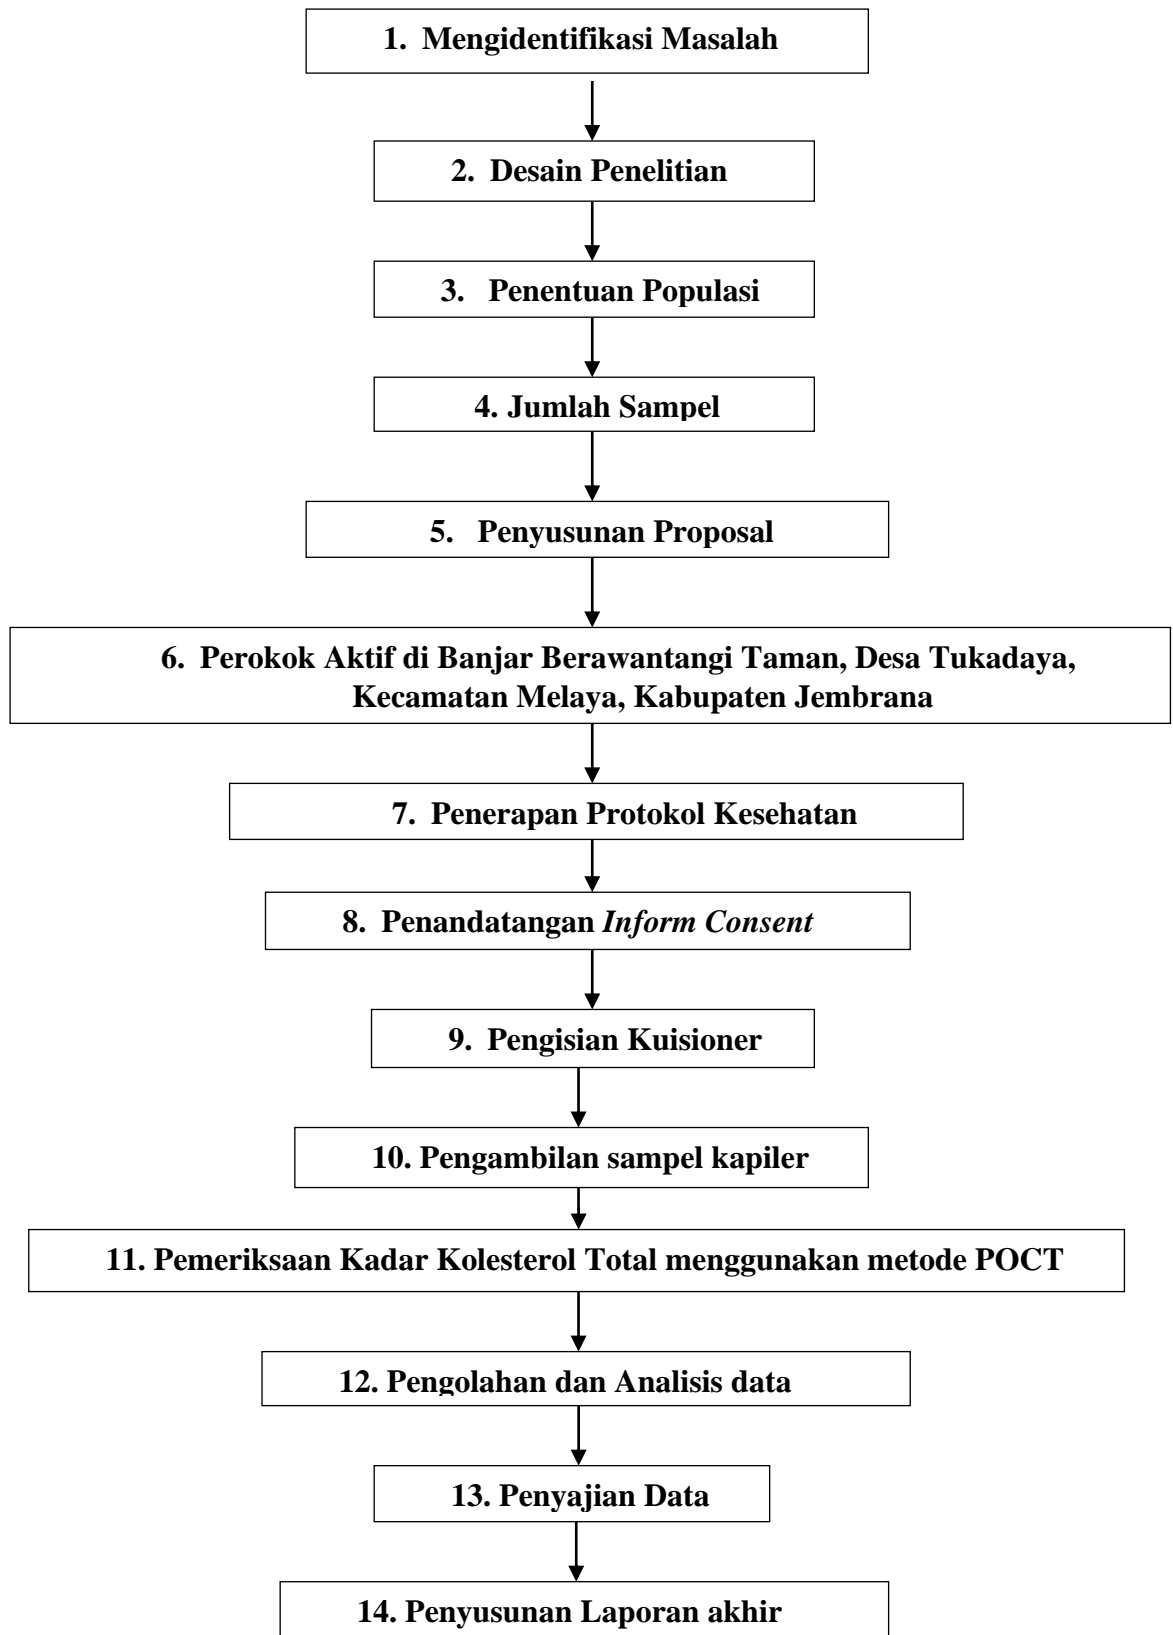 1. Mengidentifikasi Masalah
2. Desain Penelitian
3. Penentuan Populasi
4. Jumlah Sampel
5. Penyusunan Proposal
6. Perokok Aktif di Banjar Berawantangi Taman, Desa Tukadaya,
Kecamatan Melaya, Kabupaten Jembrana
7. Penerapan Protokol Kesehatan
8. Penandatangan Inform Consent
9. Pengisian Kuisioner
10. Pengambilan sampel kapiler
11. Pemeriksaan Kadar Kolesterol Total menggunakan metode POCT
12. Pengolahan dan Analisis data
13. Penyajian Data
14. Penyusunan Laporan akhir